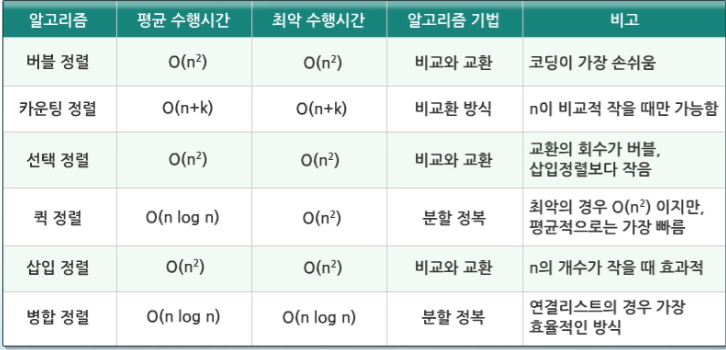 알고리즘 평균 수행시간 최악 수행시간 알고리즘 기법 비고
버블 정렬 O(n²) O(n²) 비교와 교환 코딩이 가장 손쉬움
카운팅 정렬 O(n+k) O(n+k) 비교환 방식 n이 비교적 작을 때만 가능함
선택 정렬 O(n²) O(n²) 비교와 교환 교환의 회수가 버블,
삽입정렬보다 작음
퀵 정렬 O(n log n) O(n²) 분할 정복 최악의 경우 O(n²) 이지만,
평균적으로는 가장 빠름
삽입 정렬 O(n²) O(n²) 비교와 교환 n의 개수가 작을 때 효과적
병합 정렬 O(n log n) O(n log n) 분할 정복 연결리스트의 경우 가장
효율적인 방식